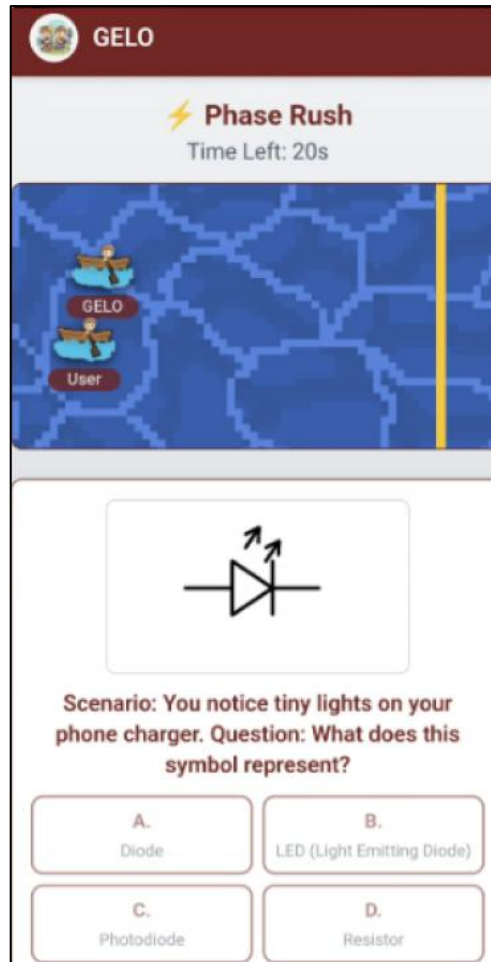 GELO
⚡ Phase Rush
Time Left: 20s
GELO
User
Scenario: You notice tiny lights on your
phone charger. Question: What does this
symbol represent?
A.
Diode
B.
LED (Light Emitting Diode)
C.
Photodiode
D.
Resistor